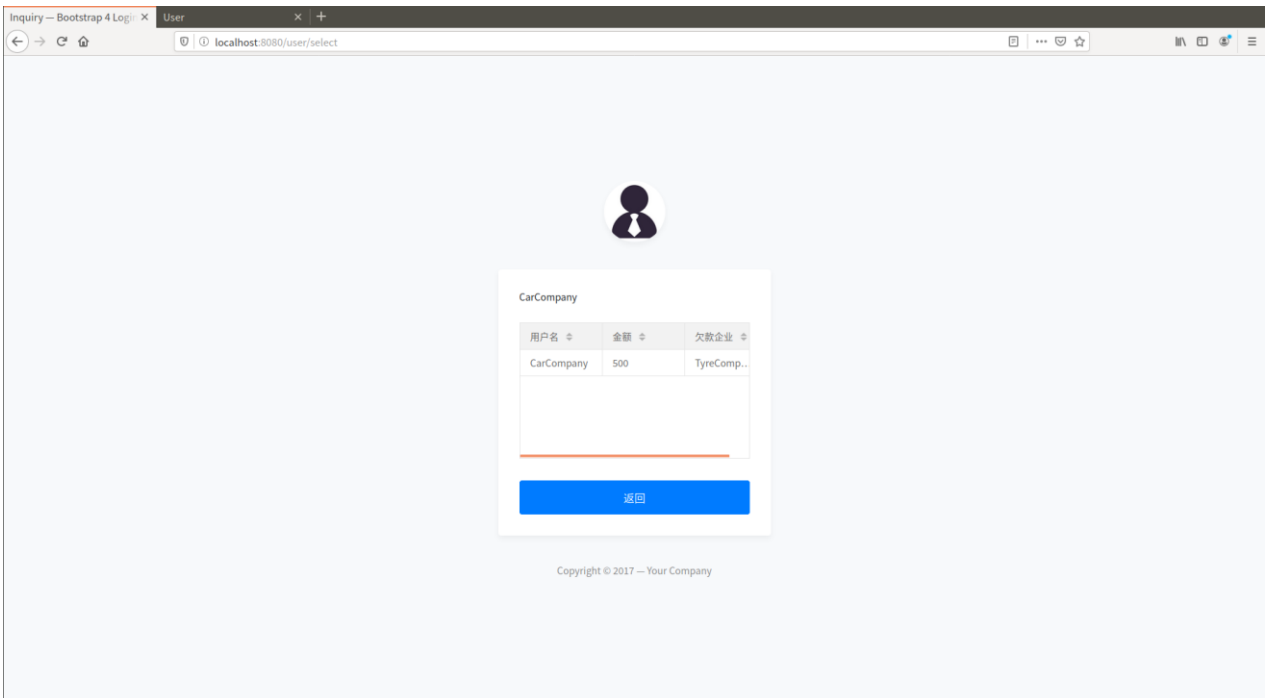 Inquiry — Bootstrap 4 Login User
localhost:8080/user/select
CarCompany
用户名 金额 欠款企业
CarCompany 500 TyreComp...
返回
Copyright © 2017 — Your Company